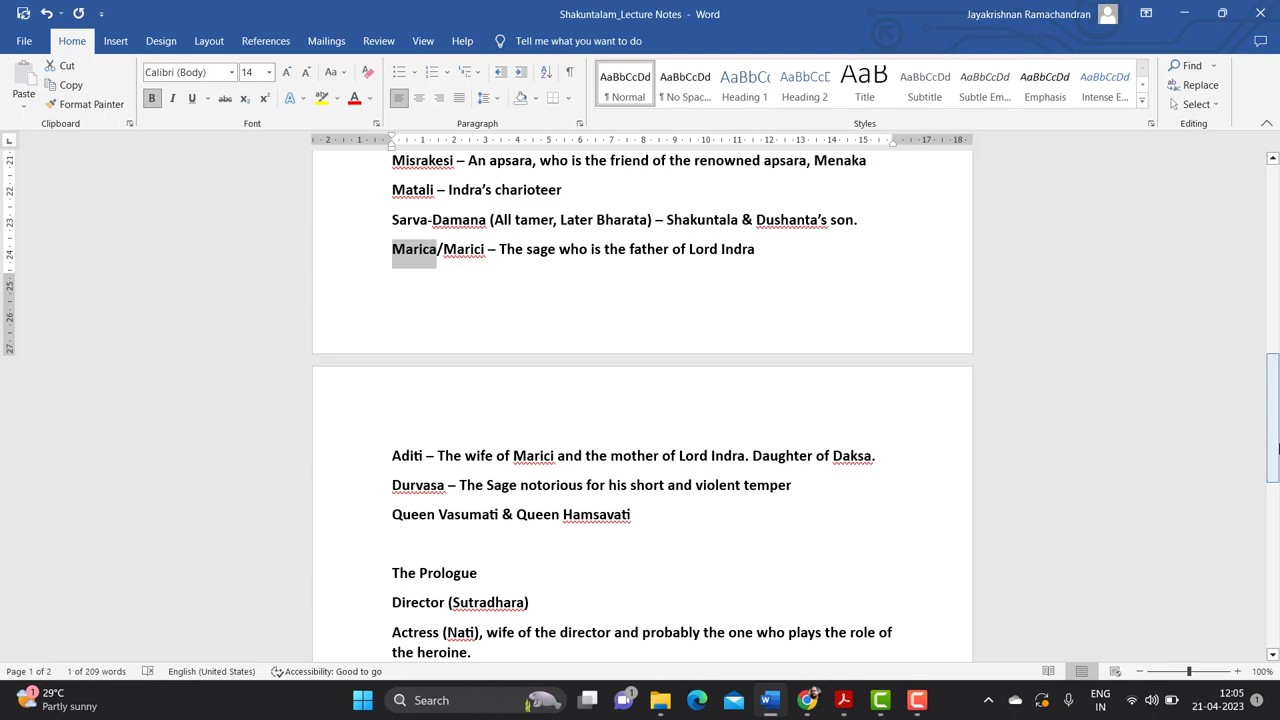 Shakuntalam_Lecture Notes - Word
Jayakrishnan Ramachandran
File Home Insert Design Layout References Mailings Review View Help Tell me what you want to do
Paste
Cut
Copy
Format Painter
Clipboard
Calibri (Body) 14
Font
Paragraph
AaBbCcDd AaBbCcDd AaBbCc AaBbCcD AaB AaBbCcD AaBbCcDd AaBbCcDd AaBbCcDd
¶ Normal ¶ No Spac... Heading 1 Heading 2 Title Subtitle Subtle Em... Emphasis Intense E...
Styles
Find
Replace
Select
Editing
Misrakesi – An apsara, who is the friend of the renowned apsara, Menaka
Matali – Indra's charioteer
Sarva-Damana (All tamer, Later Bharata) – Shakuntala & Dushanta's son.
Marica/Marici – The sage who is the father of Lord Indra
Aditi – The wife of Marici and the mother of Lord Indra. Daughter of Daksa.
Durvasa – The Sage notorious for his short and violent temper
Queen Vasumati & Queen Hamsavati
The Prologue
Director (Sutradhara)
Actress (Nati), wife of the director and probably the one who plays the role of
the heroine.
Page 1 of 2 1 of 209 words English (United States) Accessibility: Good to go 100%
29°C
Partly sunny
Search
ENG
IN
12:05
21-04-2023